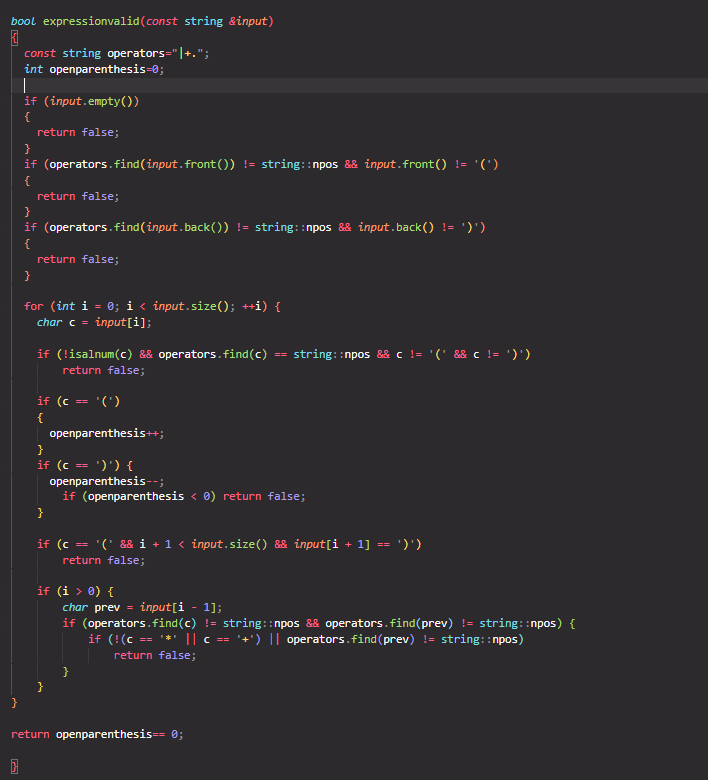 bool expressionvalid(const string &input)
{
const string operators="|+.";
int openparenthesis=0;
if (input.empty())
{
return false;
}
if (operators.find(input.front()) != string::npos && input.front() != '(')
{
return false;
}
if (operators.find(input.back()) != string::npos && input.back() != ')')
{
return false;
}
for (int i = 0; i < input.size(); ++i) {
char c = input[i];
if (!isalnum(c) && operators.find(c) == string::npos && c != '(' && c != ')')
return false;
if (c == '(')
{
openparenthesis++;
}
if (c == ')') {
openparenthesis--;
if (openparenthesis < 0) return false;
}
if (c == '(' && i + 1 < input.size() && input[i + 1] == ')')
return false;
if (i > 0) {
char prev = input[i - 1];
if (operators.find(c) != string::npos && operators.find(prev) != string::npos) {
if (!(c == '*' || c == '+') || operators.find(prev) != string::npos)
return false;
}
}
}
return openparenthesis== 0;
}